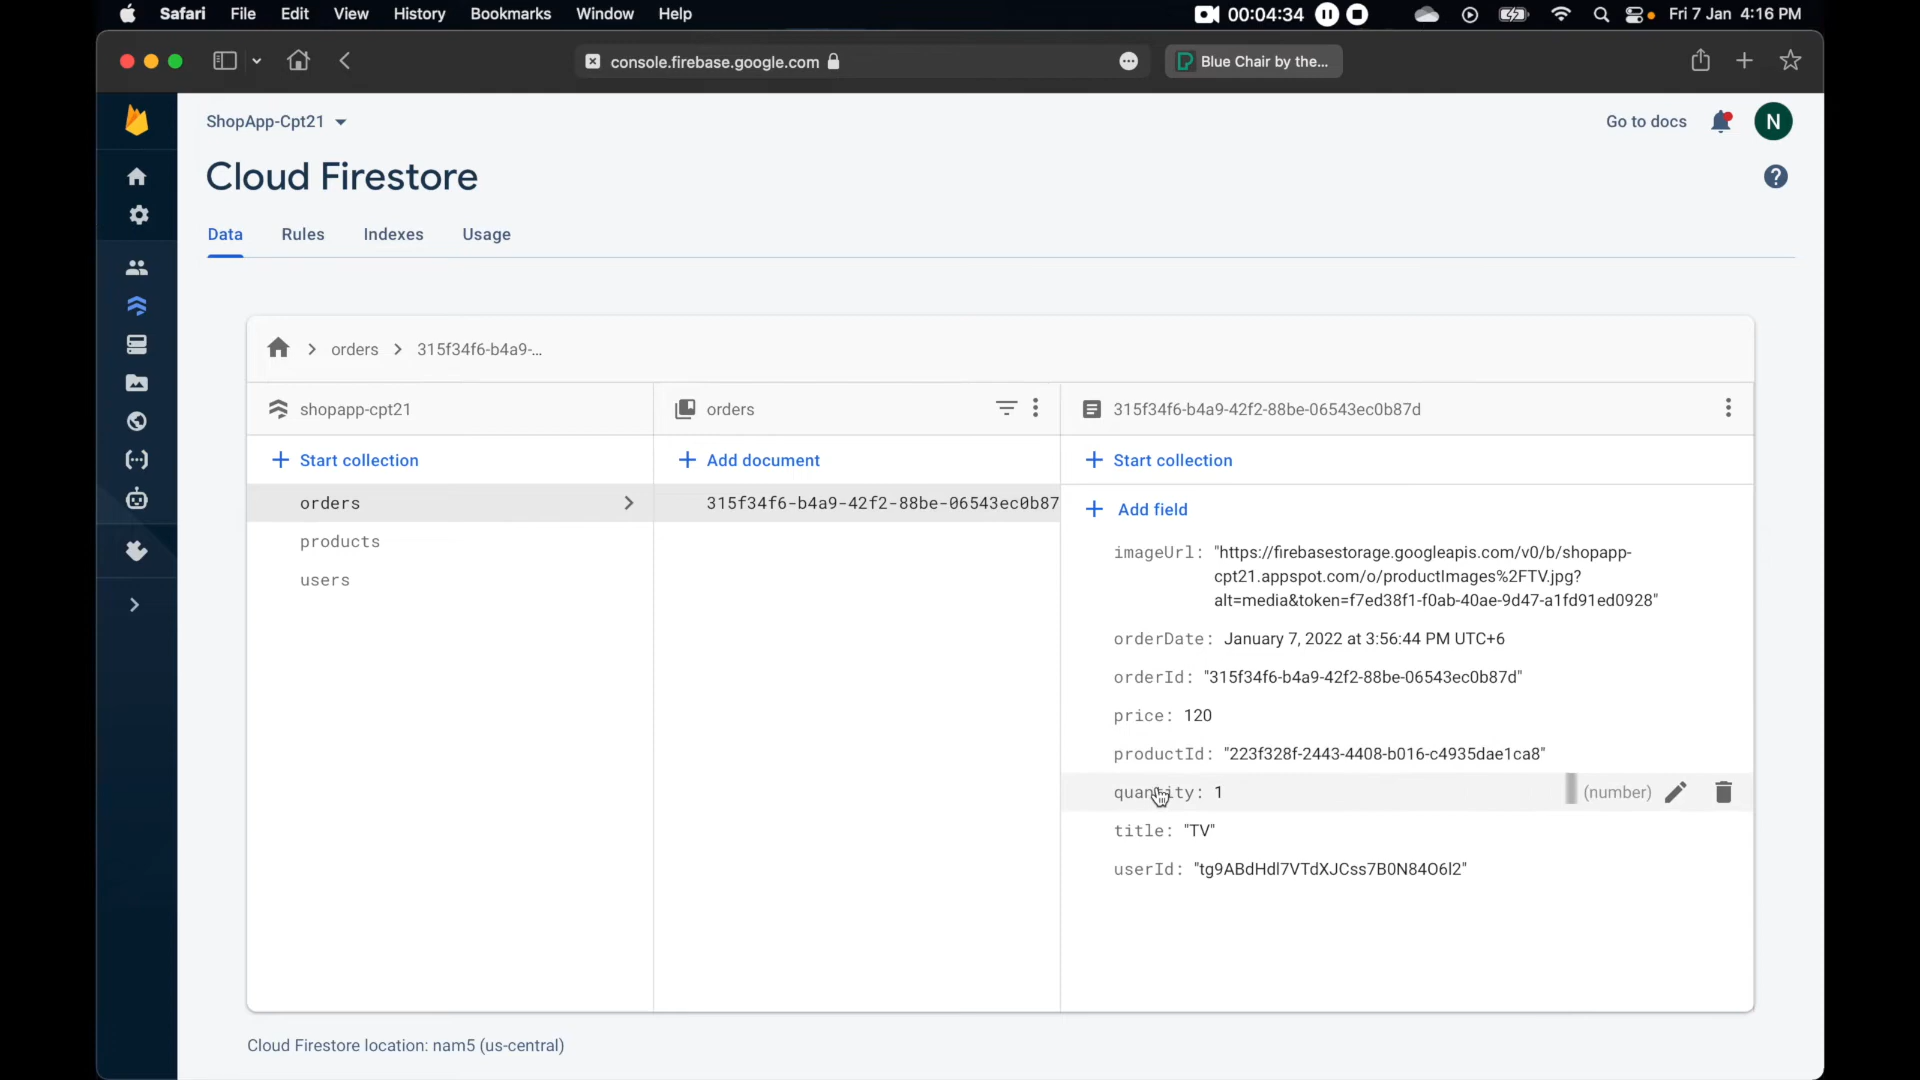 Safari File Edit View History Bookmarks Window Help 00:04:34 Fri 7 Jan 4:16 PM
console.firebase.google.com Blue Chair by the...
ShopApp-Cpt21 Go to docs N
Cloud Firestore ?
Data Rules Indexes Usage
orders 315f34f6-b4a9-...
shopapp-cpt21 orders 315f34f6-b4a9-42f2-88be-06543ec0b87d
Start collection Add document Start collection
orders 315f34f6-b4a9-42f2-88be-06543ec0b87 Add field
products
users
imageUrl: "https://firebasestorage.googleapis.com/v0/b/shopapp-
cpt21.appspot.com/o/productImages%2FTV.jpg?
alt=media&token=f7ed38f1-f0ab-40ae-9d47-a1fd91ed0928"
orderDate: January 7, 2022 at 3:56:44 PM UTC+6
orderId: "315f34f6-b4a9-42f2-88be-06543ec0b87d"
price: 120
productId: "223f328f-2443-4408-b016-c4935dae1ca8"
quantity: 1 (number)
title: "TV"
userId: "tg9ABdHdl7VTdXJCss7B0N84O6l2"
Cloud Firestore location: nam5 (us-central)